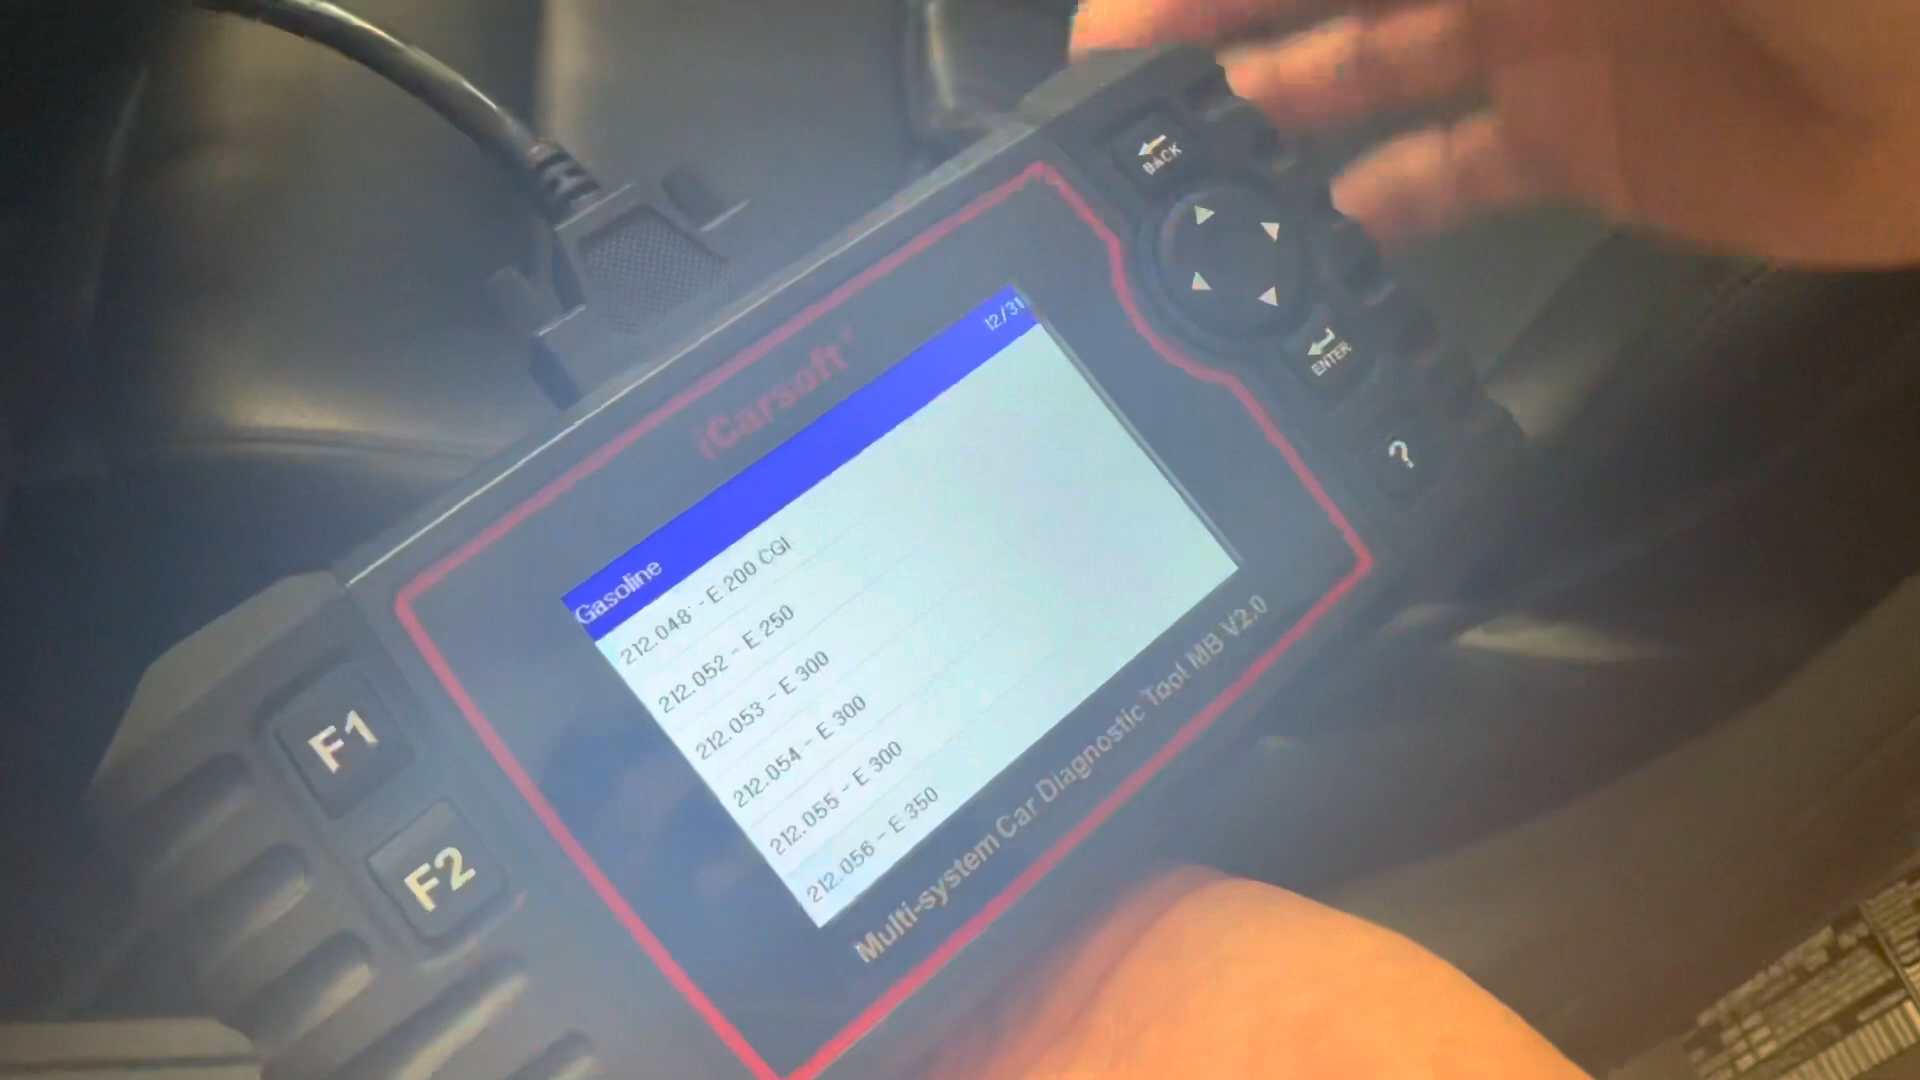 BACK
ENTER
?
iCarsoft
Gasoline 12/31
212.048 - E 200 CGI
212.052 - E 250
212.053 - E 300
212.054 - E 300
212.055 - E 300
212.056 - E 350
Multi-system Car Diagnostic Tool MB V2.0
F1
F2